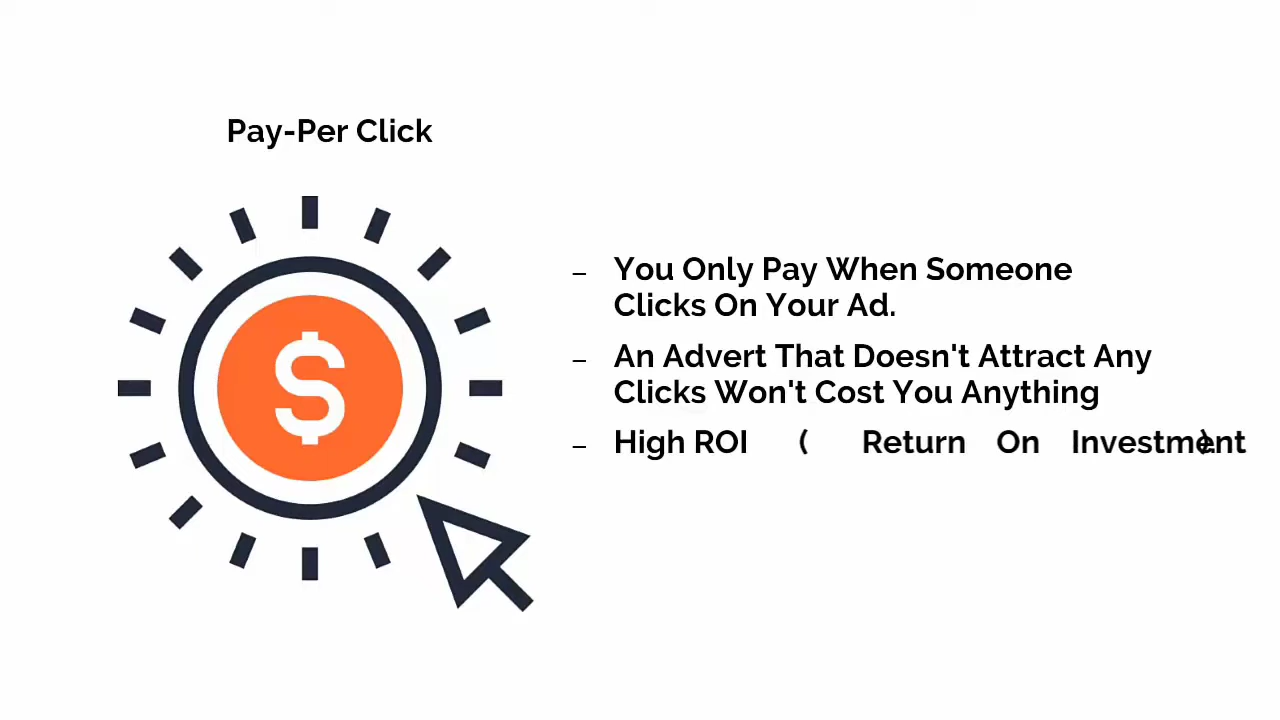 Pay-Per Click
$
– You Only Pay When Someone
Clicks On Your Ad.
– An Advert That Doesn't Attract Any
Clicks Won't Cost You Anything
– High ROI ( Return On Investment).